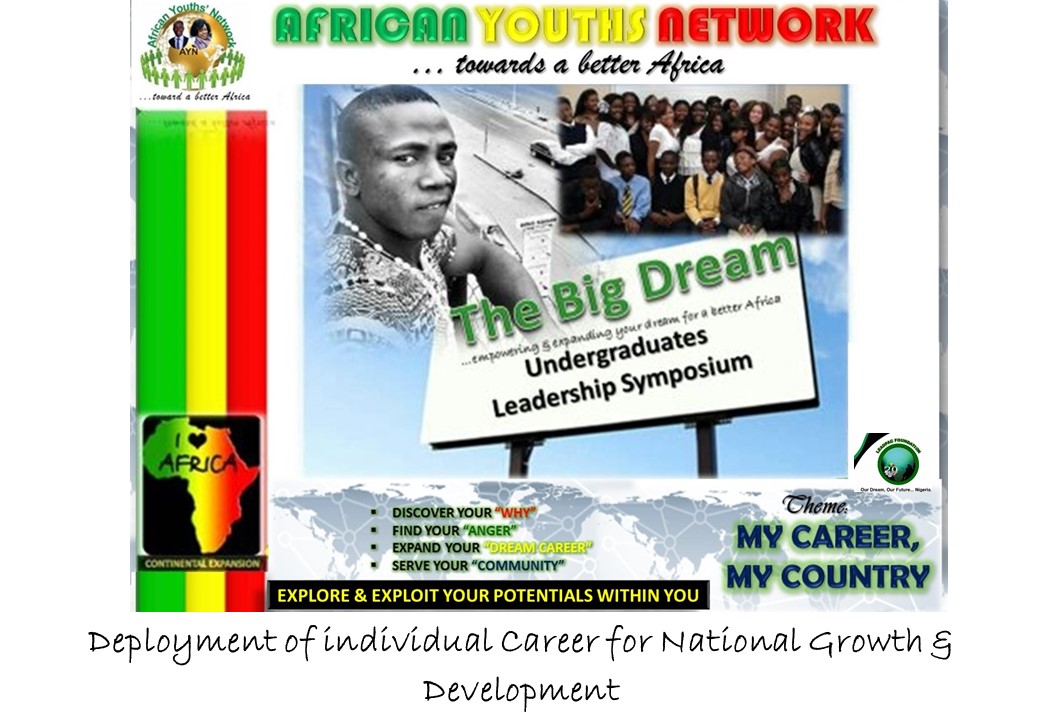 African Youths' Network
AYN
...toward a better Africa
AFRICAN YOUTHS NETWORK
... towards a better Africa
The Big Dream
...empowering & expanding your dream for a better Africa
Undergraduates
Leadership Symposium
I
AFRICA
CONTINENTAL EXPANSION
LEADPAC FOUNDATION
Our Dream, Our Future... Nigeria.
▪ DISCOVER YOUR “WHY”
▪ FIND YOUR “ANGER”
▪ EXPAND YOUR “DREAM CAREER”
▪ SERVE YOUR “COMMUNITY”
EXPLORE & EXPLOIT YOUR POTENTIALS WITHIN YOU
Theme:
MY CAREER,
MY COUNTRY
Deployment of individual Career for National Growth &
Development